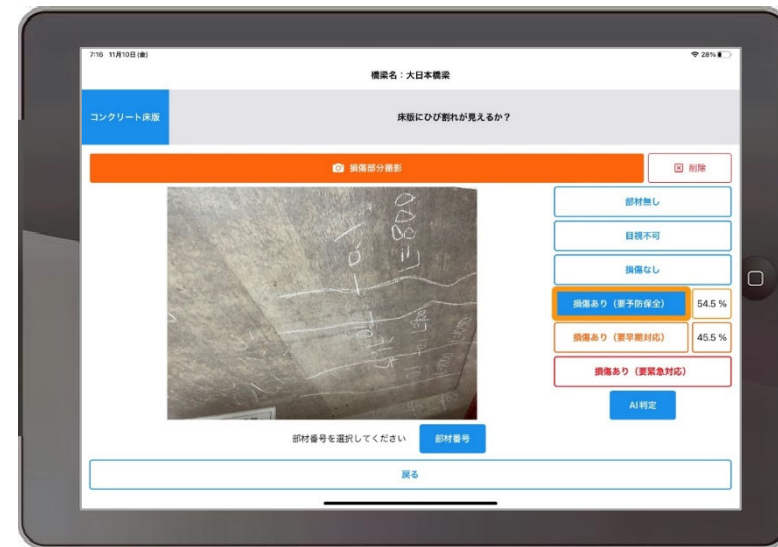 7:16 11月10日(金)
28%
橋梁名：大日本橋梁
コンクリート床版
床版にひび割れが見えるか？
損傷部分撮影
削除
部材無し
目視不可
損傷なし
損傷あり（要予防保全） 54.5 %
損傷あり（要早期対応） 45.5 %
損傷あり（要緊急対応）
AI判定
L=800
部材番号を選択してください 部材番号
戻る